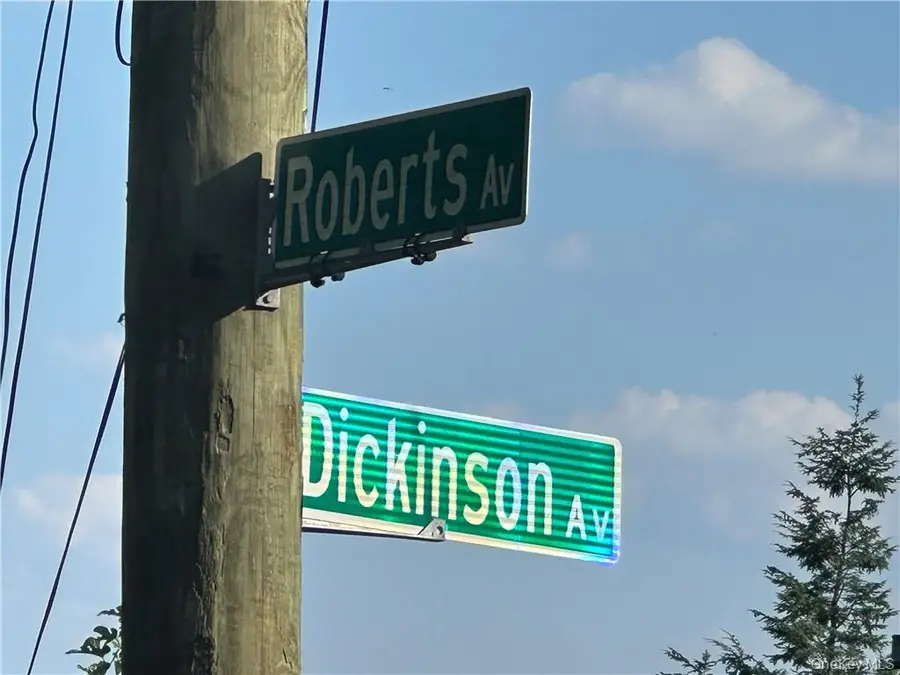 Roberts Av
Dickinson Av
OneKey MLS